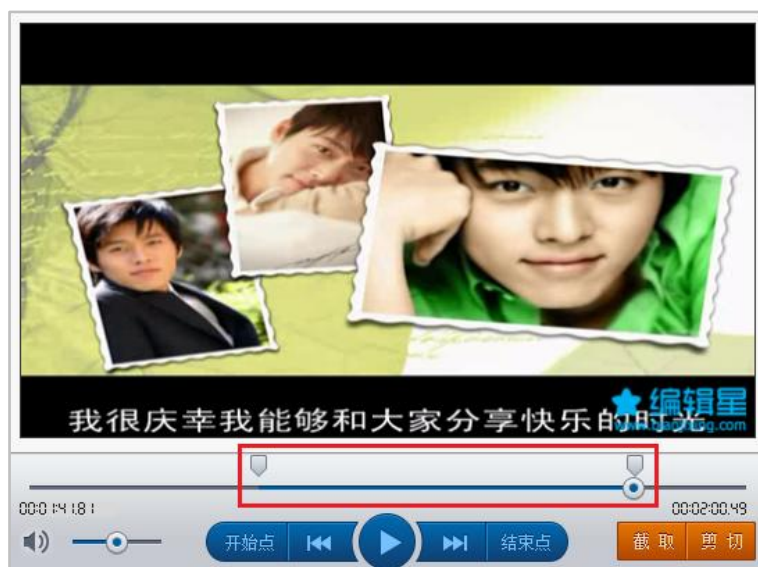 编辑星
我很庆幸我能够和大家分享快乐的时光
00:01:41.81
00:02:00.49
开始点
结束点
截取
剪切